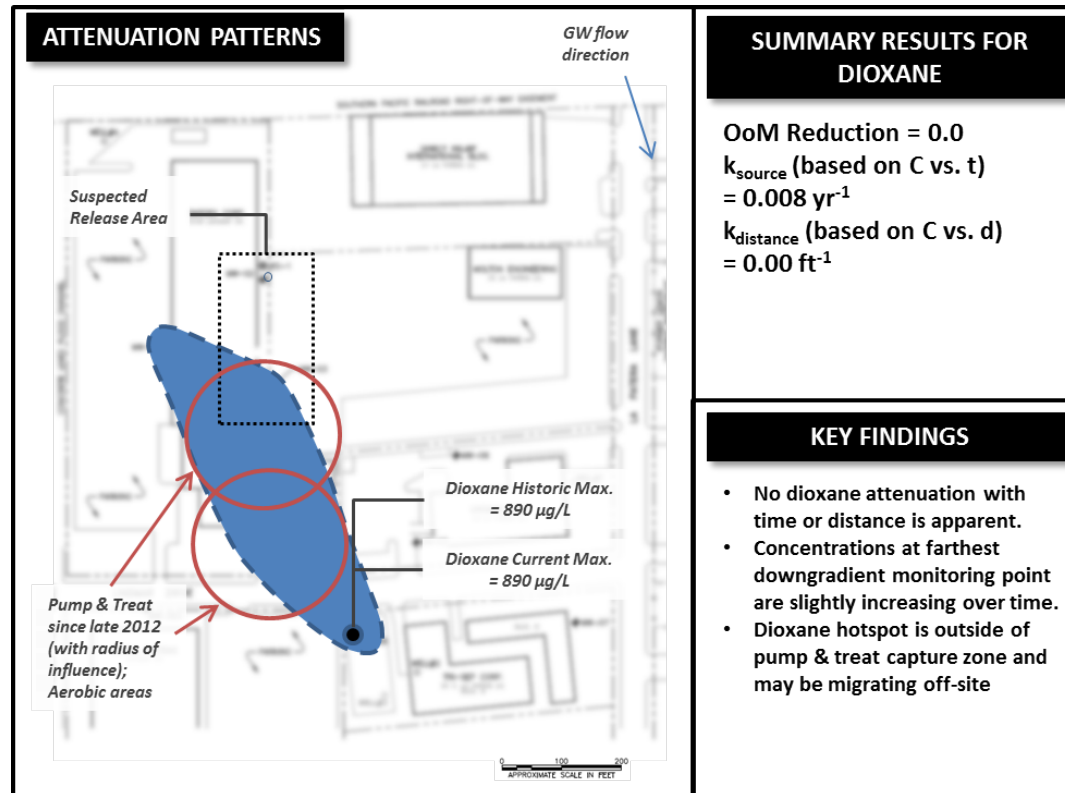 ATTENUATION PATTERNS
GW flow
direction
Suspected
Release Area
Dioxane Historic Max.
= 890 µg/L
Dioxane Current Max.
= 890 µg/L
Pump & Treat
since late 2012
(with radius of
influence);
Aerobic areas
0 100 200
APPROXIMATE SCALE IN FEET
SUMMARY RESULTS FOR
DIOXANE
OoM Reduction = 0.0
ksource (based on C vs. t)
= 0.008 yr-1
kdistance (based on C vs. d)
= 0.00 ft-1
KEY FINDINGS
• No dioxane attenuation with
time or distance is apparent.
• Concentrations at farthest
downgradient monitoring point
are slightly increasing over time.
• Dioxane hotspot is outside of
pump & treat capture zone and
may be migrating off-site